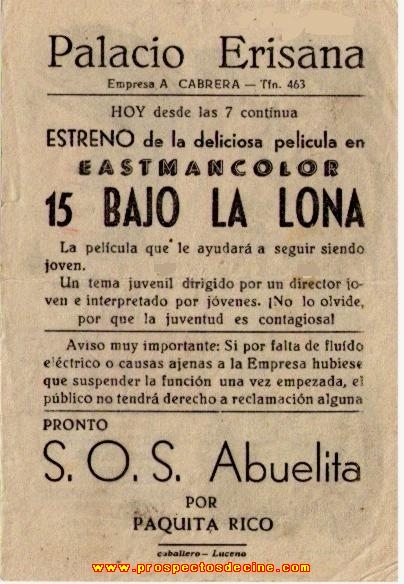 Palacio Erisana
Empresa A CABRERA — Tfn. 463
HOY desde las 7 contínua
ESTRENO de la deliciosa pelicula en
EASTMANCOLOR
15 BAJO LA LONA
La película que le ayudará a seguir siendo
joven.
Un tema juvenil dirigido por un director jo-
ven e interpretado por jóvenes. ¡No lo olvide,
por que la juventud es contagiosa!
Aviso muy importante: Si por falta de fluído
eléctrico o causas ajenas a la Empresa hubiese
que suspender la función una vez empezada, el
público no tendrá derecho a reclamación alguna
PRONTO
S. O. S. Abuelita
POR
PAQUITA RICO
caballero – Lucena
www.prospectosdecine.com